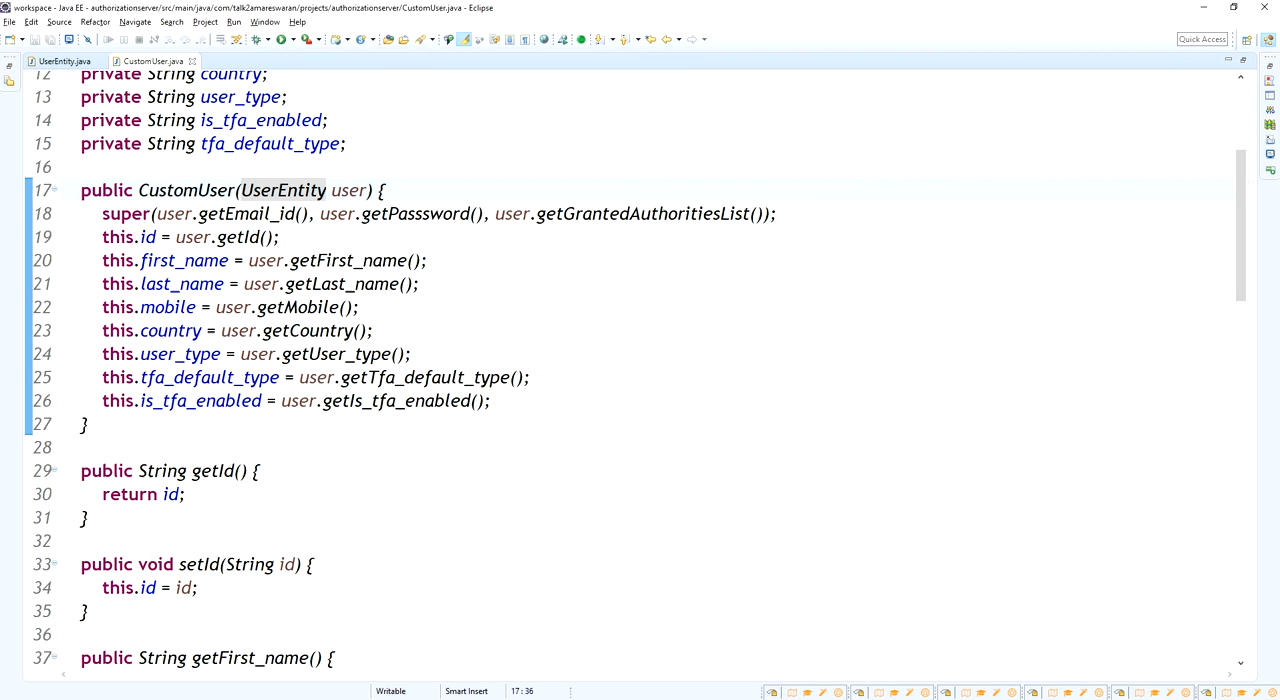 workspace - Java EE - authorizationserver/src/main/java/com/talk2amareswaran/projects/authorizationserver/CustomUser.java - Eclipse
File Edit Source Refactor Navigate Search Project Run Window Help
Quick Access
UserEntity.java CustomUser.java
12 private String country;
13 private String user_type;
14 private String is_tfa_enabled;
15 private String tfa_default_type;
16
17 public CustomUser(UserEntity user) {
18 super(user.getEmail_id(), user.getPasssword(), user.getGrantedAuthoritiesList());
19 this.id = user.getId();
20 this.first_name = user.getFirst_name();
21 this.last_name = user.getLast_name();
22 this.mobile = user.getMobile();
23 this.country = user.getCountry();
24 this.user_type = user.getUser_type();
25 this.tfa_default_type = user.getTfa_default_type();
26 this.is_tfa_enabled = user.getIs_tfa_enabled();
27 }
28
29 public String getId() {
30 return id;
31 }
32
33 public void setId(String id) {
34 this.id = id;
35 }
36
37 public String getFirst_name() {
Writable Smart Insert 17 : 36